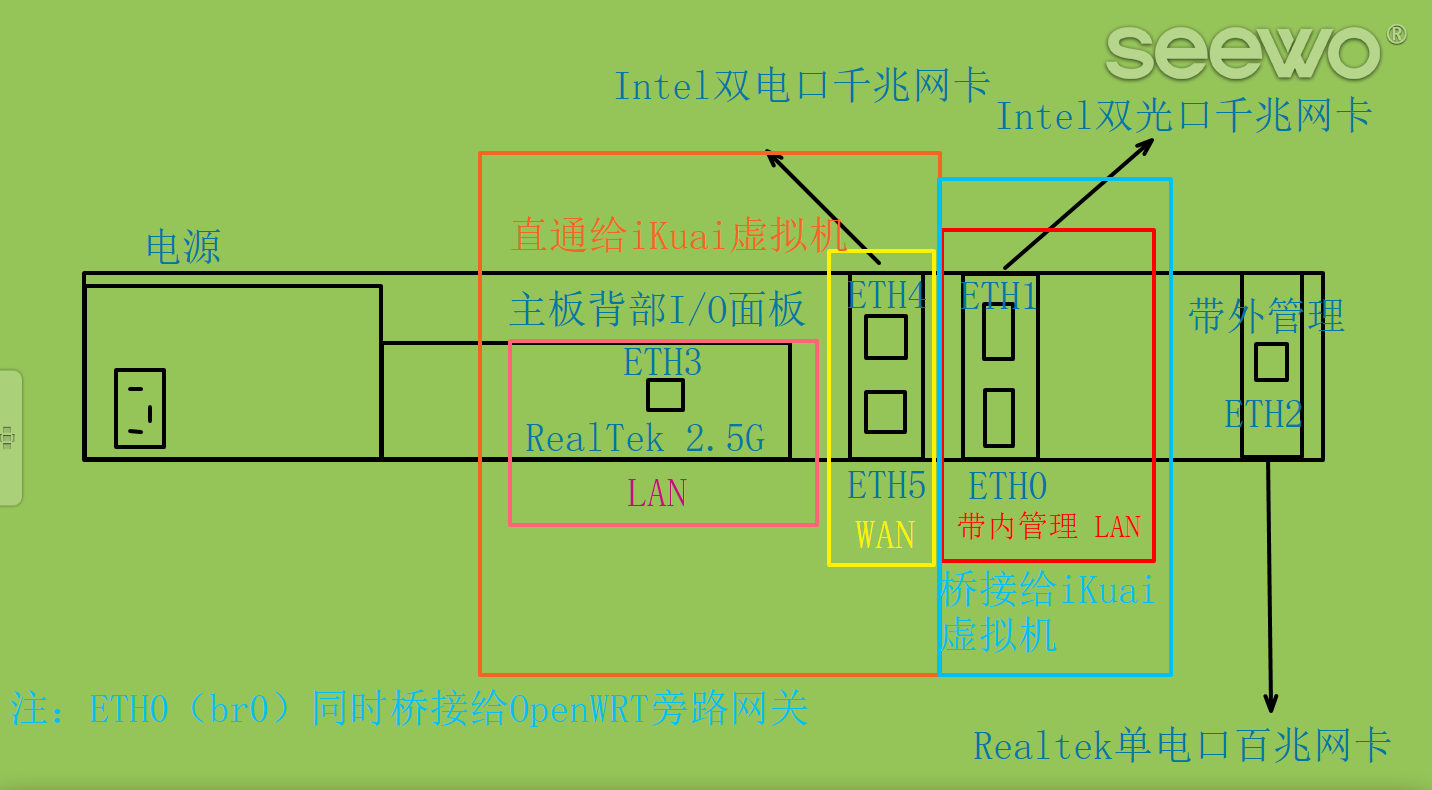 seewo®
Intel双电口千兆网卡
Intel双光口千兆网卡
直通给iKuai虚拟机
电源
主板背部I/O面板
ETH4
ETH1
带外管理
ETH3
ETH2
RealTek 2.5G
LAN
ETH5
ETH0
WAN
带内管理 LAN
桥接给iKuai
虚拟机
注：ETH0（br0）同时桥接给OpenWRT旁路网关
Realtek单电口百兆网卡